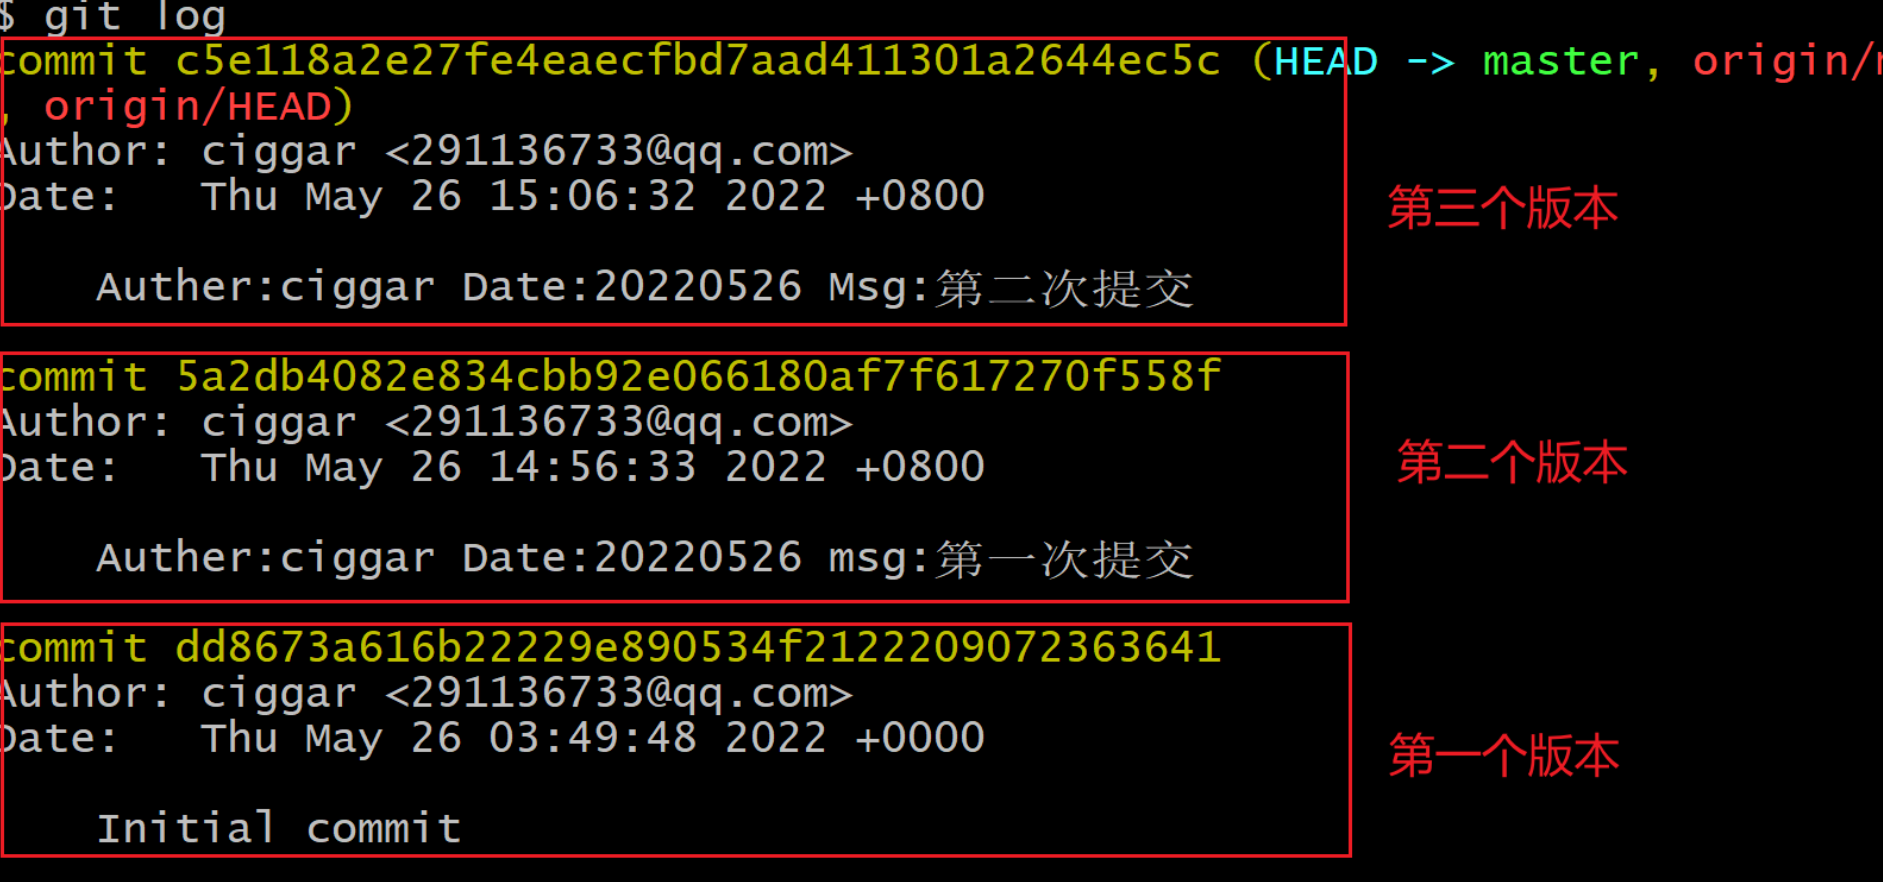 $ git log
commit c5e118a2e27fe4eaecfbd7aad411301a2644ec5c (HEAD -> master, origin/
, origin/HEAD)
Author: ciggar <291136733@qq.com>
Date:   Thu May 26 15:06:32 2022 +0800
第三个版本
Auther:ciggar Date:20220526 Msg:第二次提交
commit 5a2db4082e834cbb92e066180af7f617270f558f
Author: ciggar <291136733@qq.com>
Date:   Thu May 26 14:56:33 2022 +0800
第二个版本
Auther:ciggar Date:20220526 msg:第一次提交
commit dd8673a616b22229e890534f2122209072363641
Author: ciggar <291136733@qq.com>
Date:   Thu May 26 03:49:48 2022 +0000
第一个版本
Initial commit